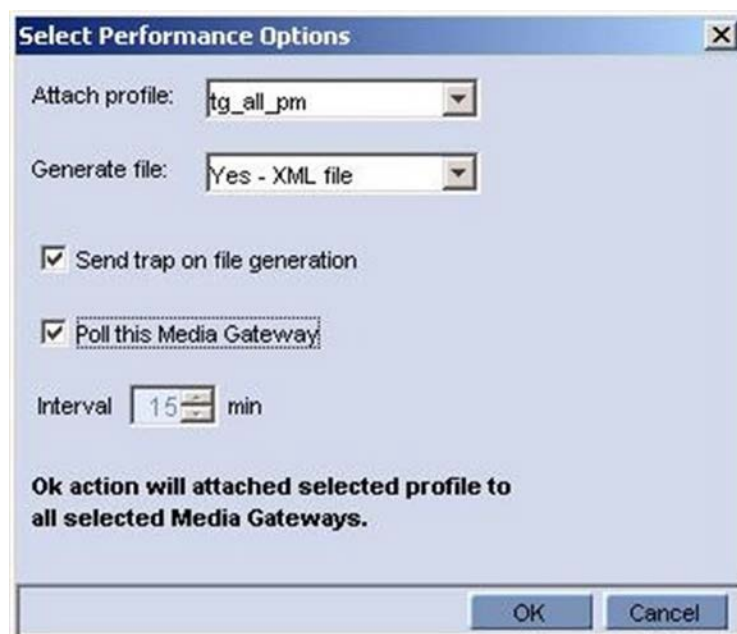 Select Performance Options
Attach profile: tg_all_pm
Generate file: Yes - XML file
Send trap on file generation
Poll this Media Gateway
Interval 15 min
Ok action will attached selected profile to
all selected Media Gateways.
OK Cancel